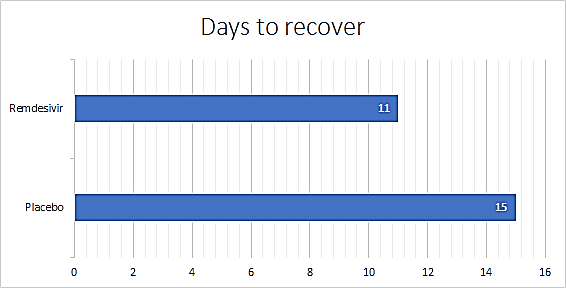 Days to recover
Remdesivir 11
Placebo 15
0 2 4 6 8 10 12 14 16